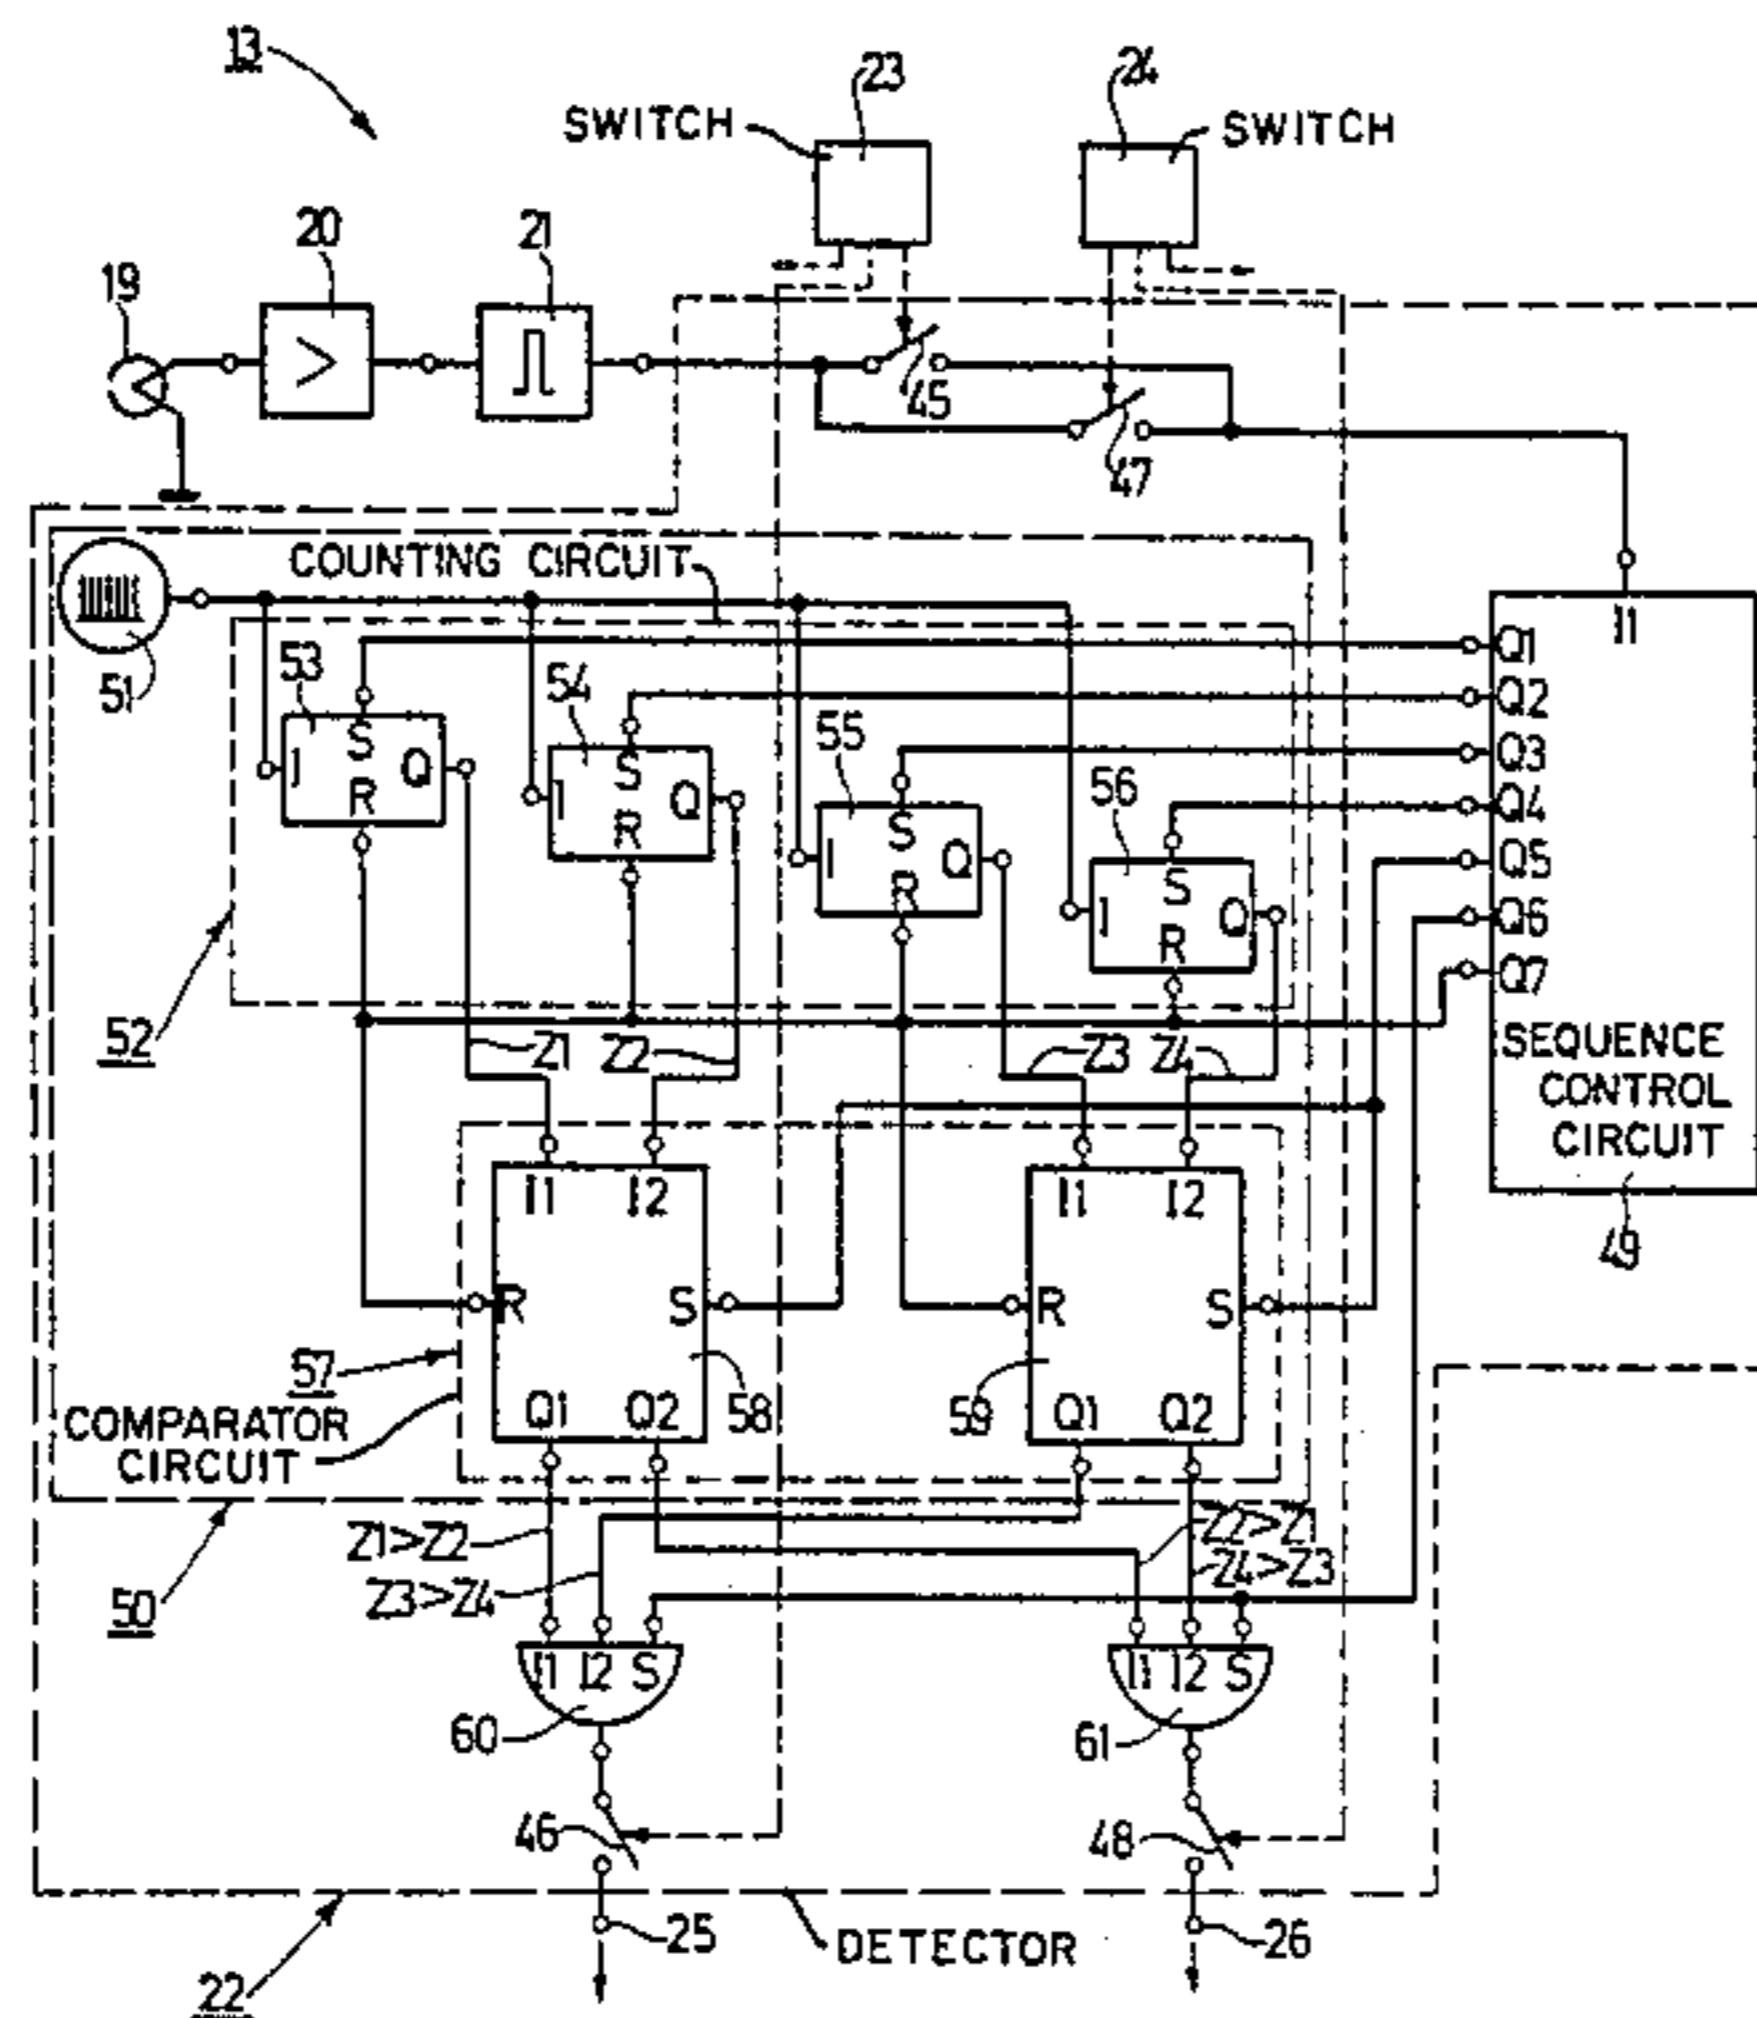 13
23
24
SWITCH
SWITCH
20
21
19
>
45
47
COUNTING CIRCUIT
51
53
54
55
56
I
S
R
Q
I
S
R
Q
I
S
R
Q
I
S
R
Q
I1
Q1
Q2
Q3
Q4
Q5
Q6
Q7
SEQUENCE
CONTROL
CIRCUIT
49
52
Z1
Z2
Z3
Z4
I1 I2
R S
Q1 Q2
58
I1 I2
R S
Q1 Q2
59
57
COMPARATOR
CIRCUIT
50
Z1>Z2
Z3>Z4
Z2>Z1
Z4>Z3
I1 I2 S
60
I1 I2 S
61
46
48
25
26
DETECTOR
22